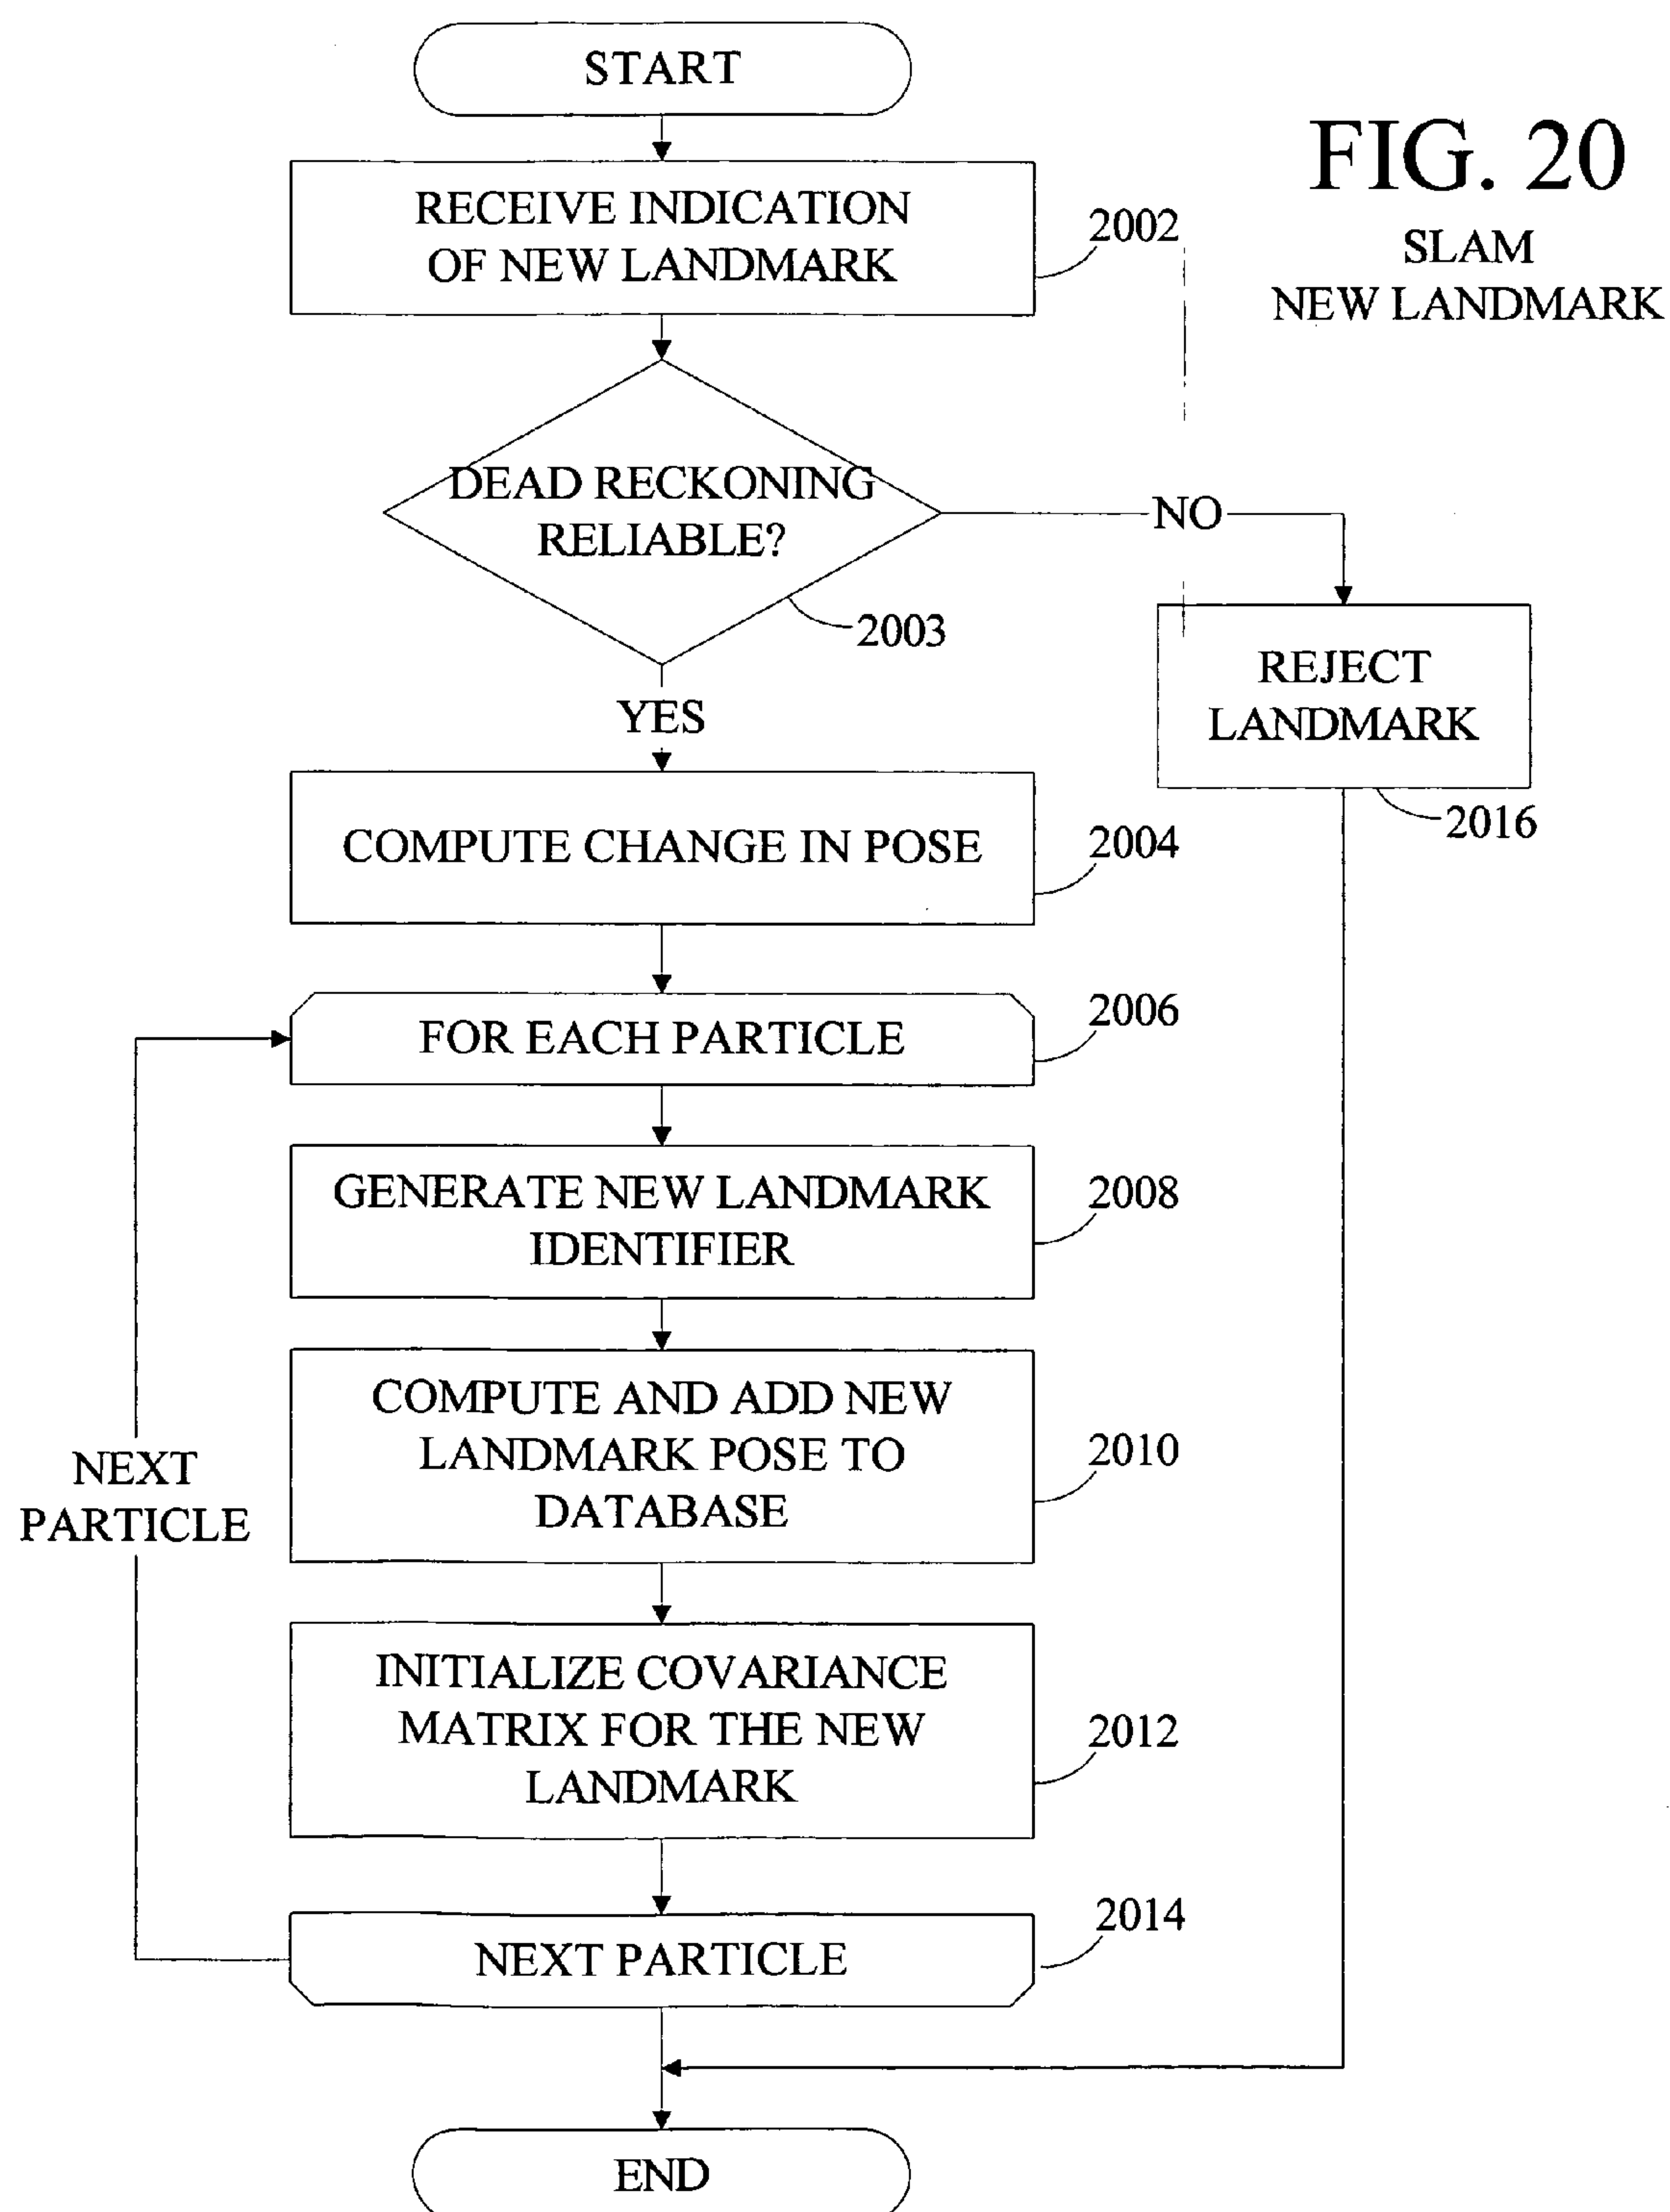 START
FIG. 20
SLAM
NEW LANDMARK
RECEIVE INDICATION
OF NEW LANDMARK
2002
DEAD RECKONING
RELIABLE?
2003
NO
YES
REJECT
LANDMARK
2016
COMPUTE CHANGE IN POSE
2004
FOR EACH PARTICLE
2006
GENERATE NEW LANDMARK
IDENTIFIER
2008
COMPUTE AND ADD NEW
LANDMARK POSE TO
DATABASE
2010
NEXT
PARTICLE
INITIALIZE COVARIANCE
MATRIX FOR THE NEW
LANDMARK
2012
NEXT PARTICLE
2014
END